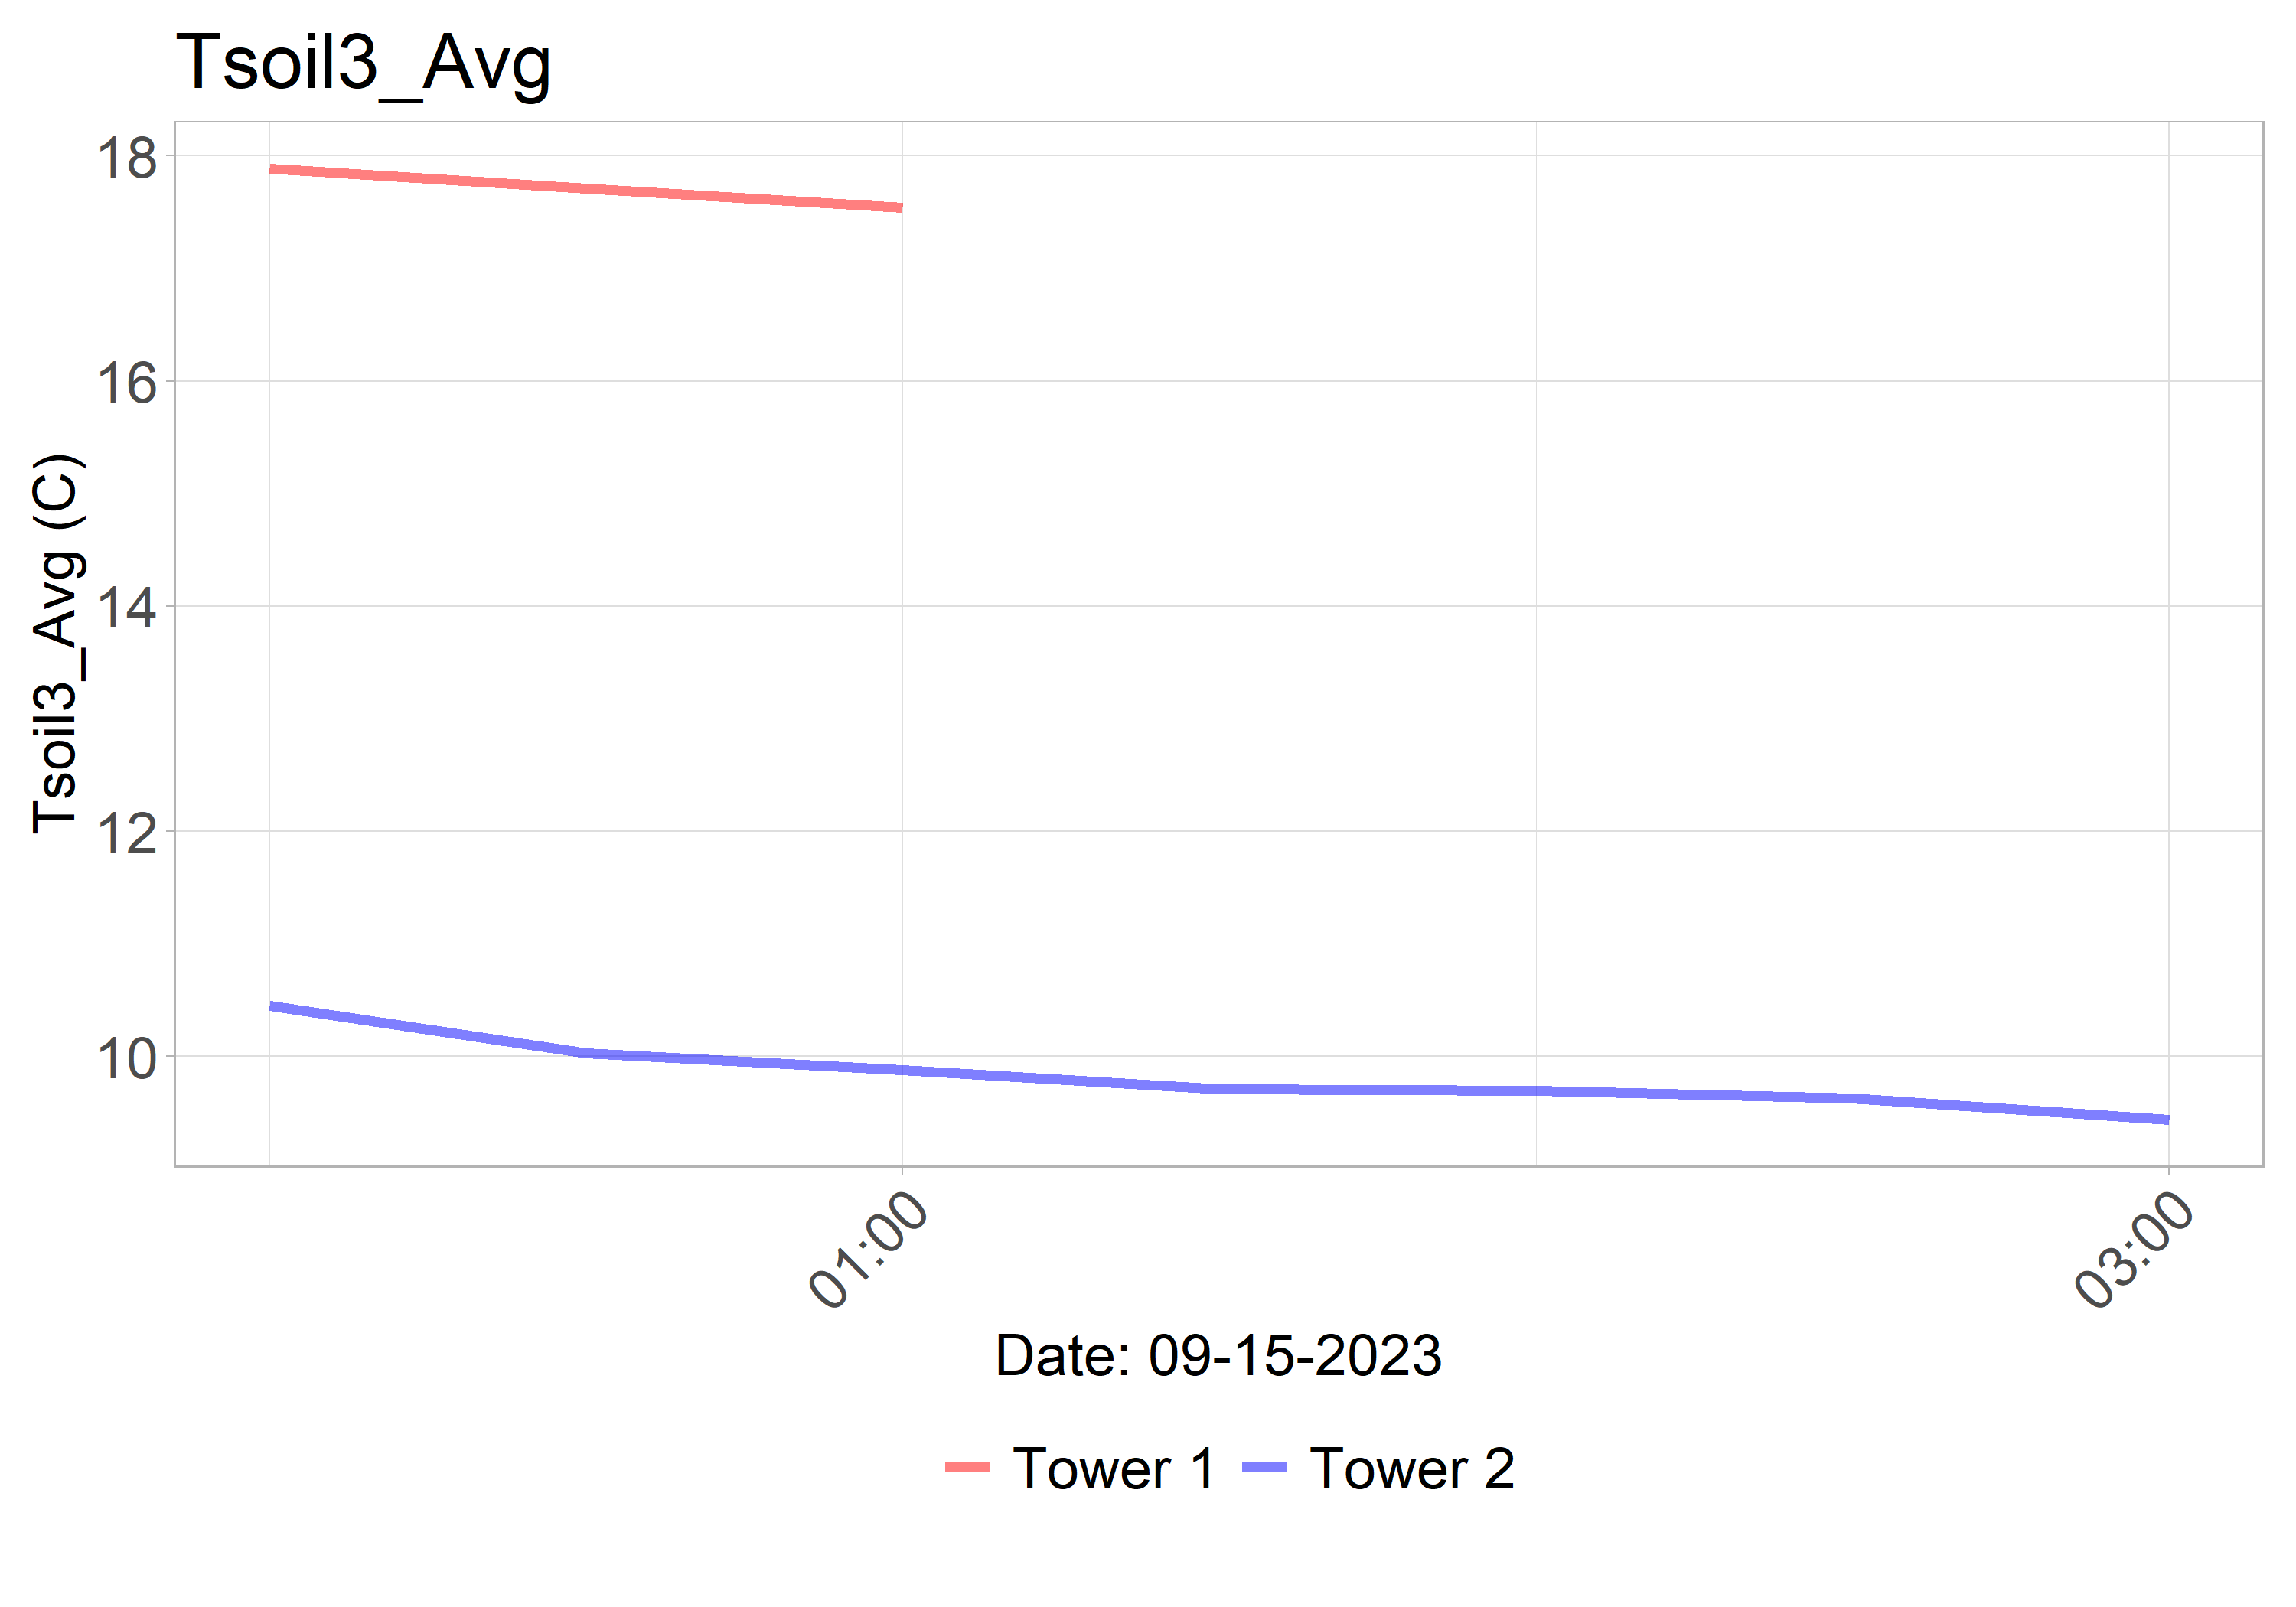 Tsoil3_Avg
Tsoil3_Avg (C)
18
16
14
12
10
01:00
03:00
Date: 09-15-2023
Tower 1
Tower 2